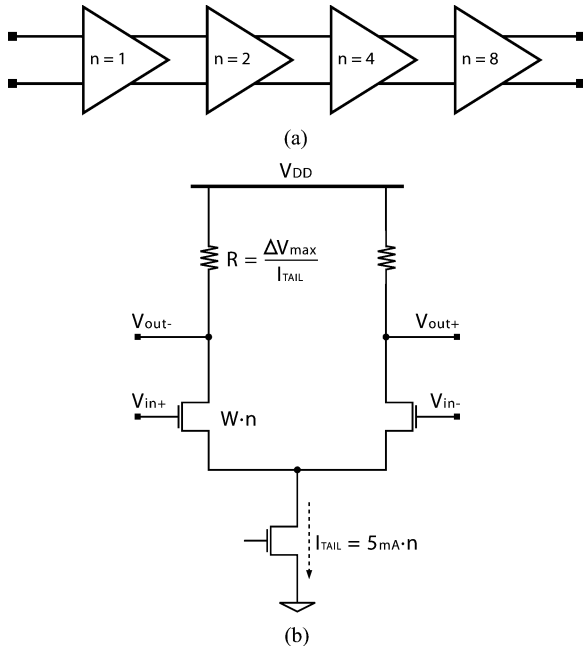 n = 1 n = 2 n = 4 n = 8
(a)
VDD
R = ΔVmax / ITAIL
Vout- Vout+
Vin+ W·n Vin-
ITAIL = 5mA·n
(b)